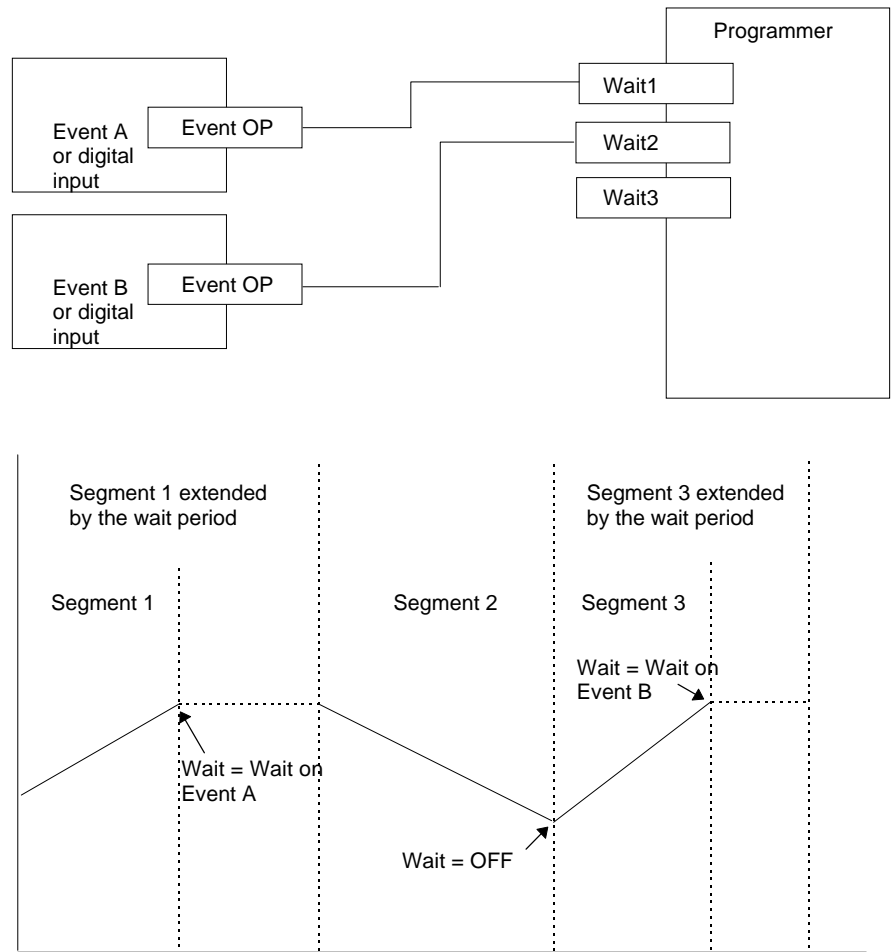 Programmer
Wait1
Event OP
Event A
or digital
input
Wait2
Wait3
Event OP
Event B
or digital
input
Segment 1 extended
by the wait period
Segment 3 extended
by the wait period
Segment 1
Segment 2
Segment 3
Wait = Wait on
Event B
Wait = Wait on
Event A
Wait = OFF